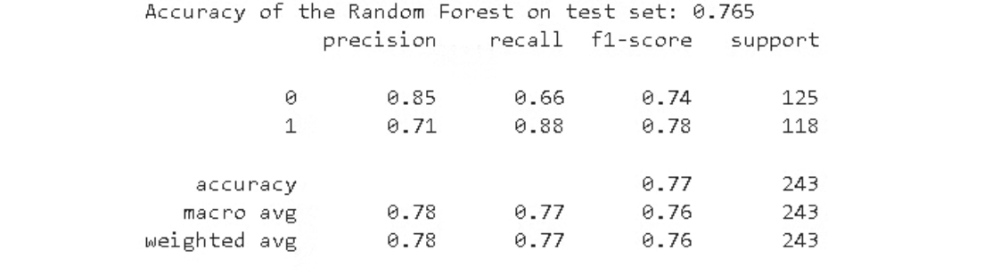 Accuracy of the Random Forest on test set: 0.765
precision recall f1-score support
0 0.85 0.66 0.74 125
1 0.71 0.88 0.78 118
accuracy 0.77 243
macro avg 0.78 0.77 0.76 243
weighted avg 0.78 0.77 0.76 243